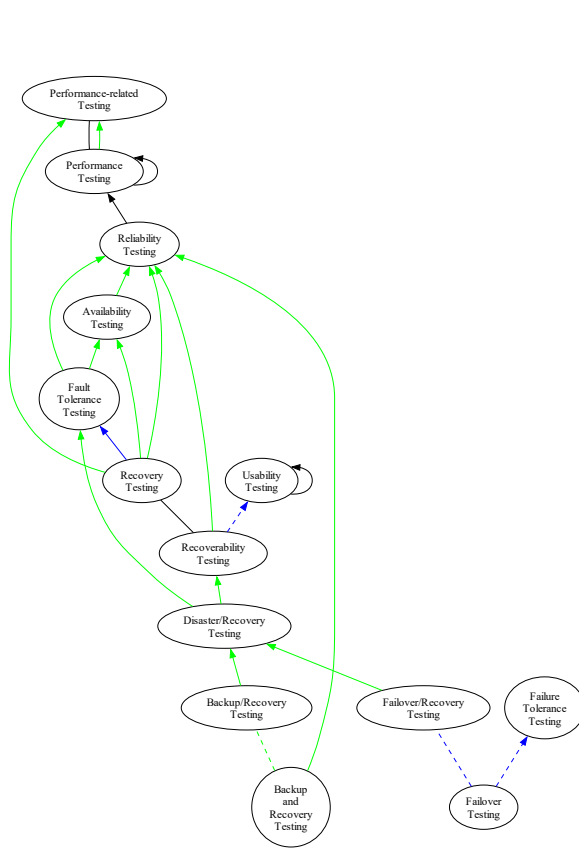 Performance-related
Testing
Performance
Testing
Reliability
Testing
Availability
Testing
Fault
Tolerance
Testing
Recovery
Testing
Usability
Testing
Recoverability
Testing
Disaster/Recovery
Testing
Backup/Recovery
Testing
Failover/Recovery
Testing
Failure
Tolerance
Testing
Backup
and
Recovery
Testing
Failover
Testing